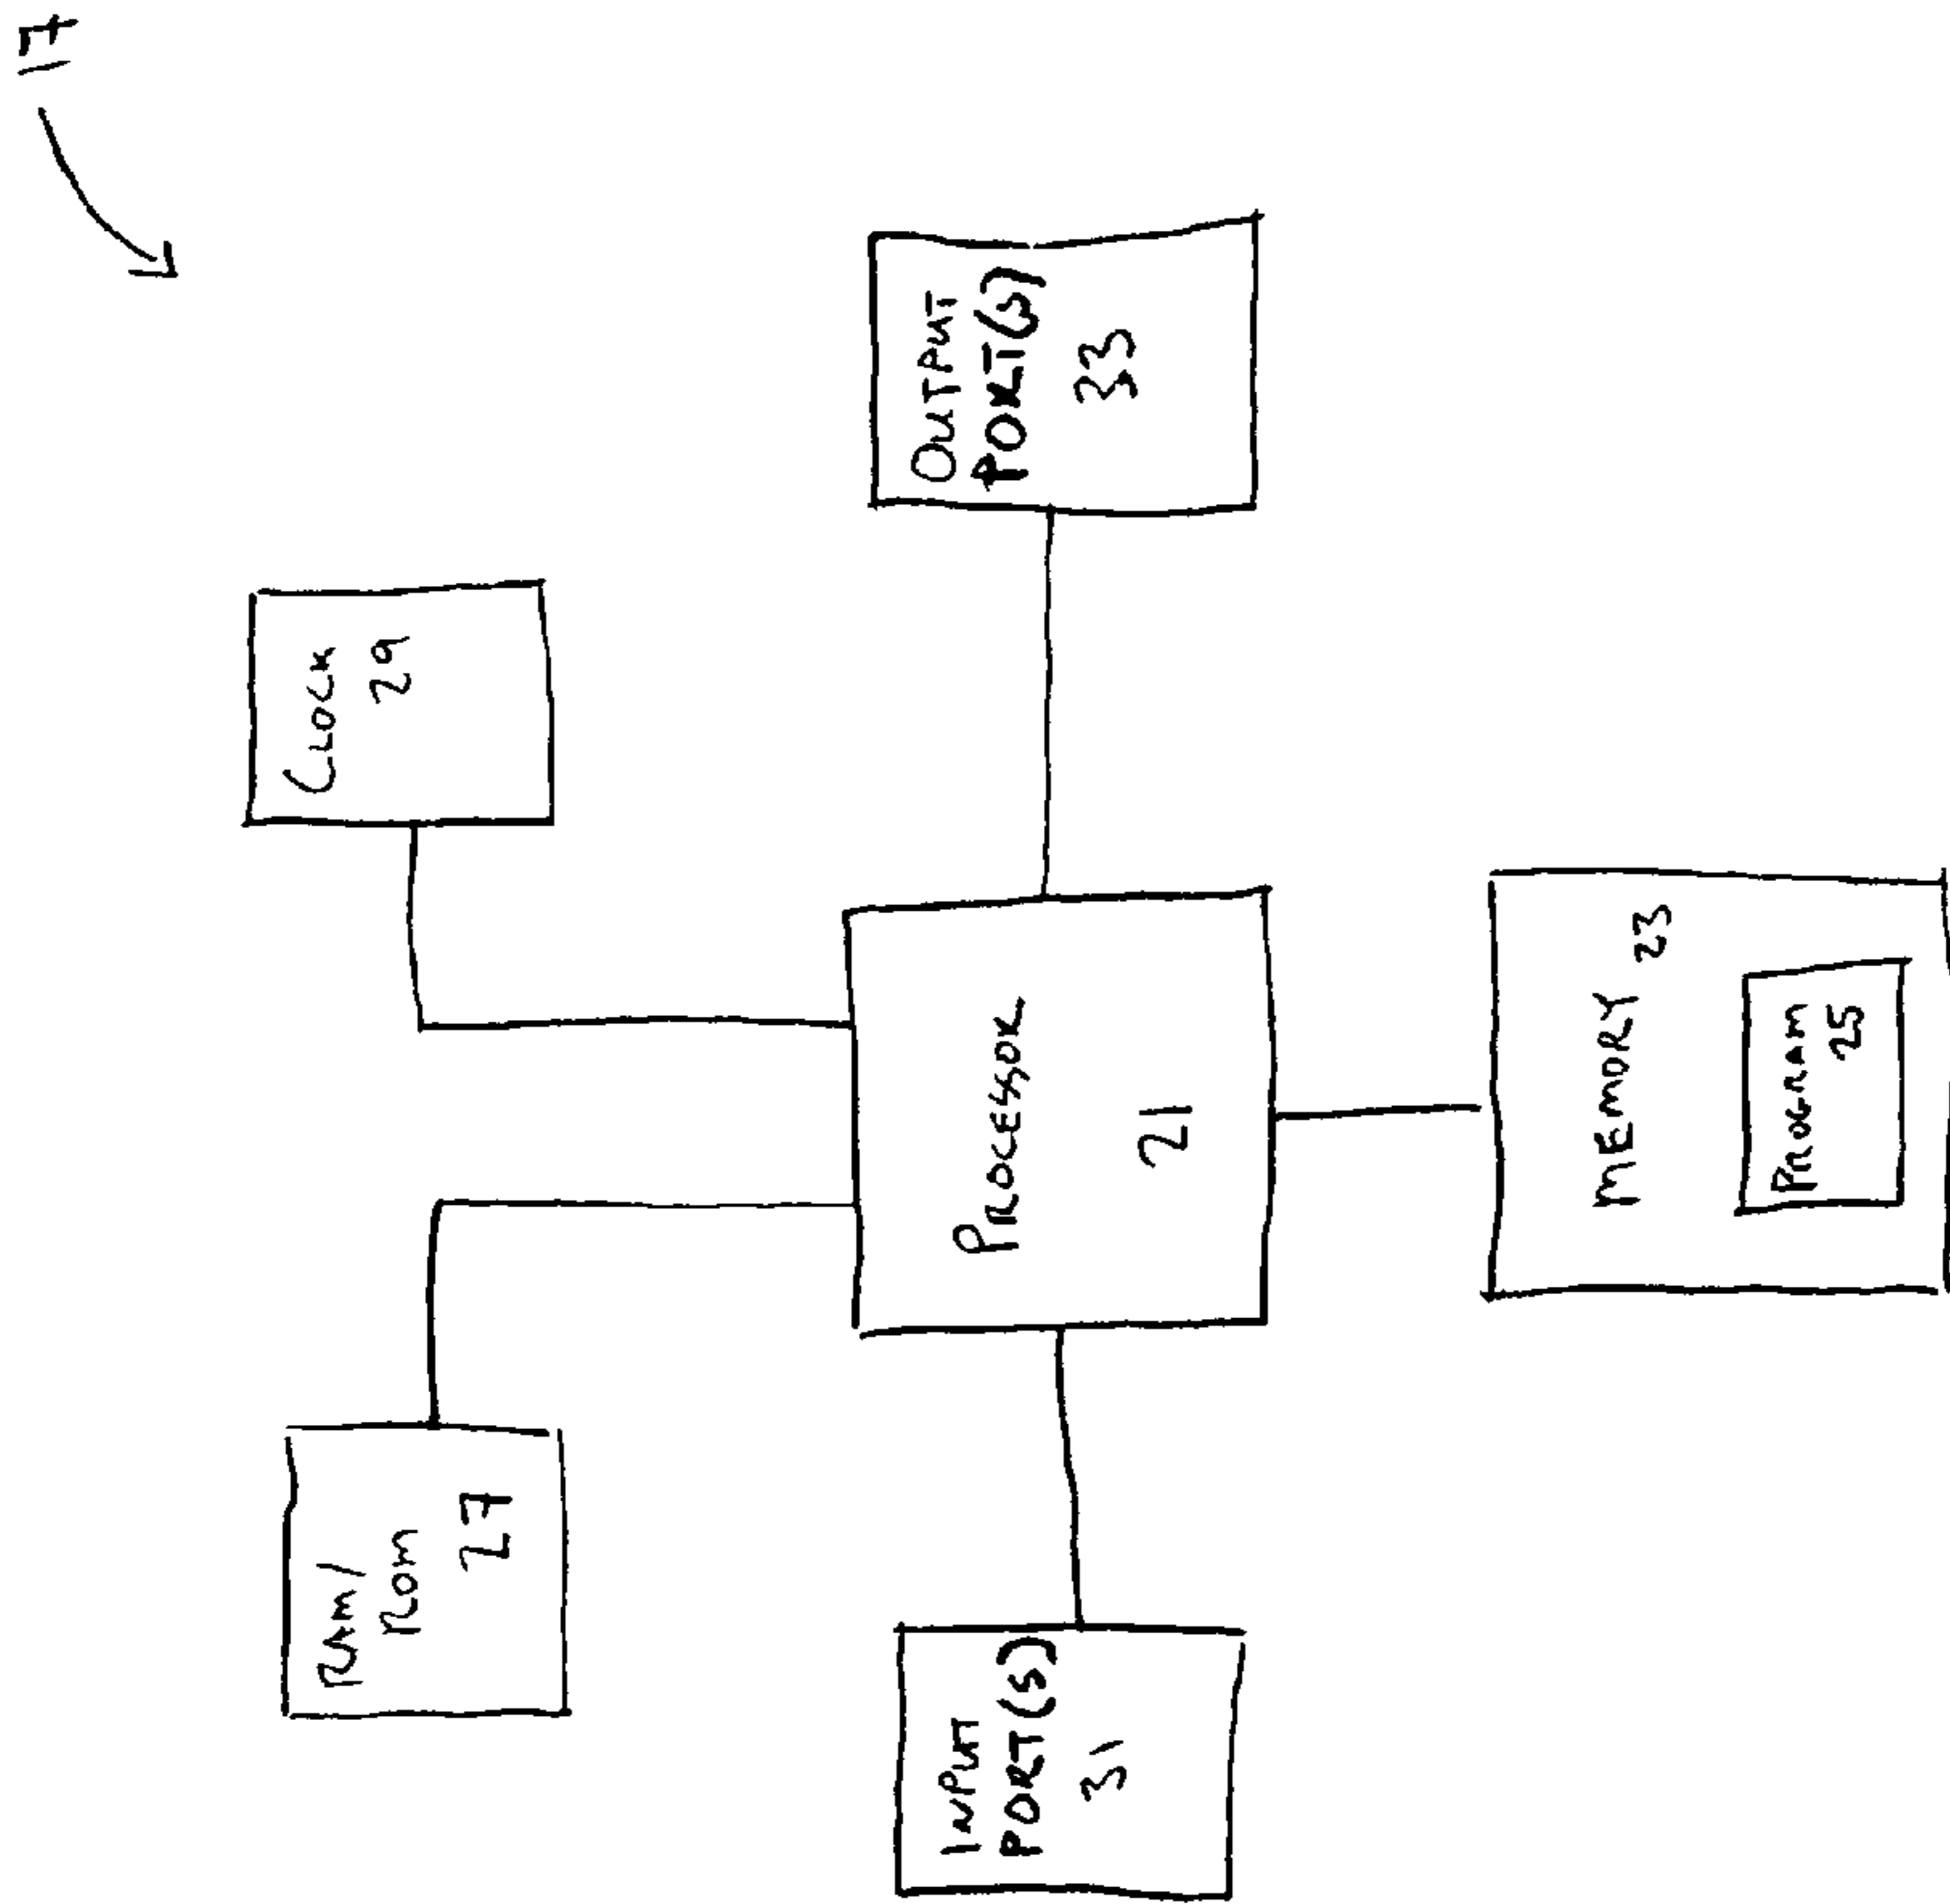 17
RAM/
ROM
27
CLOCK
29
INPUT
PORT(S)
31
PROCESSOR
21
OUTPUT
PORT(S)
33
MEMORY 23
PROGRAM
25